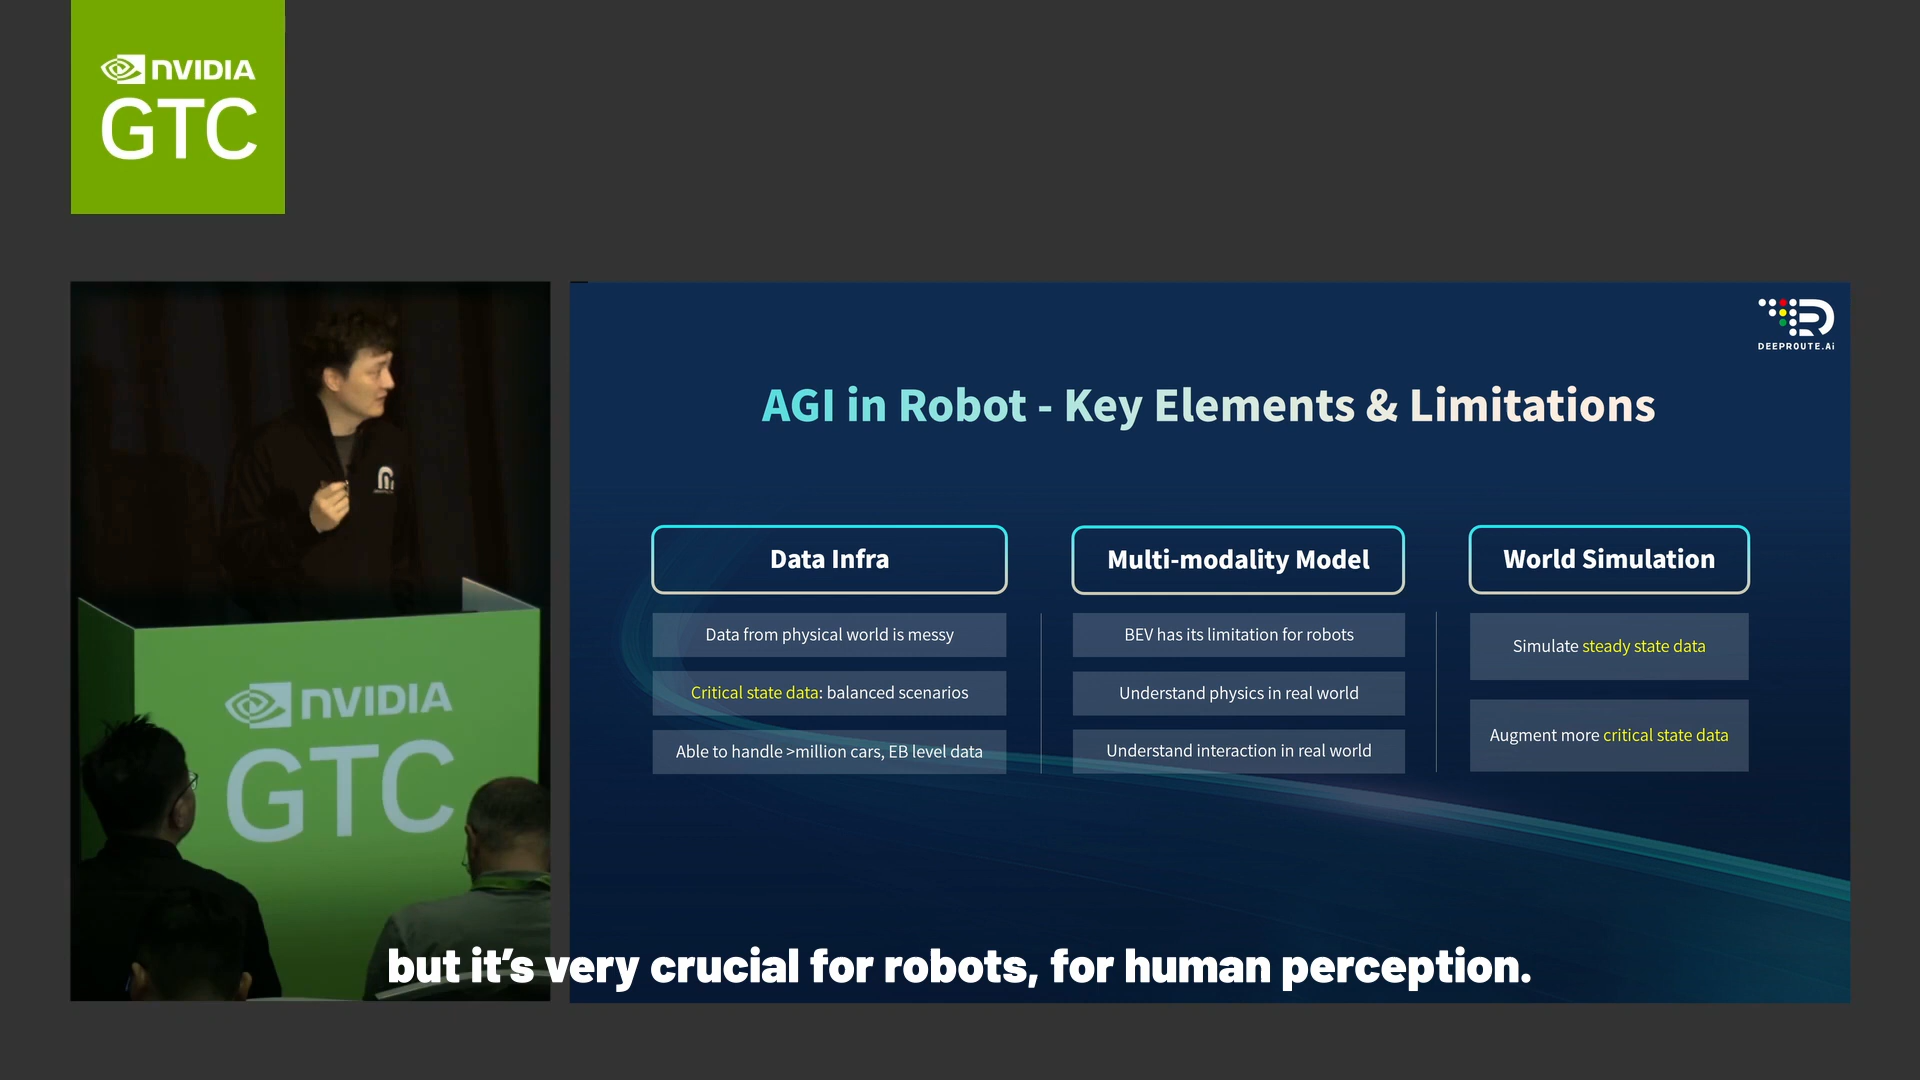 NVIDIA
GTC
DEEPROUTE.Ai
AGI in Robot - Key Elements & Limitations
Data Infra
Data from physical world is messy
Critical state data: balanced scenarios
Able to handle >million cars, EB level data
Multi-modality Model
BEV has its limitation for robots
Understand physics in real world
Understand interaction in real world
World Simulation
Simulate steady state data
Augment more critical state data
NVIDIA
GTC
but it’s very crucial for robots, for human perception.